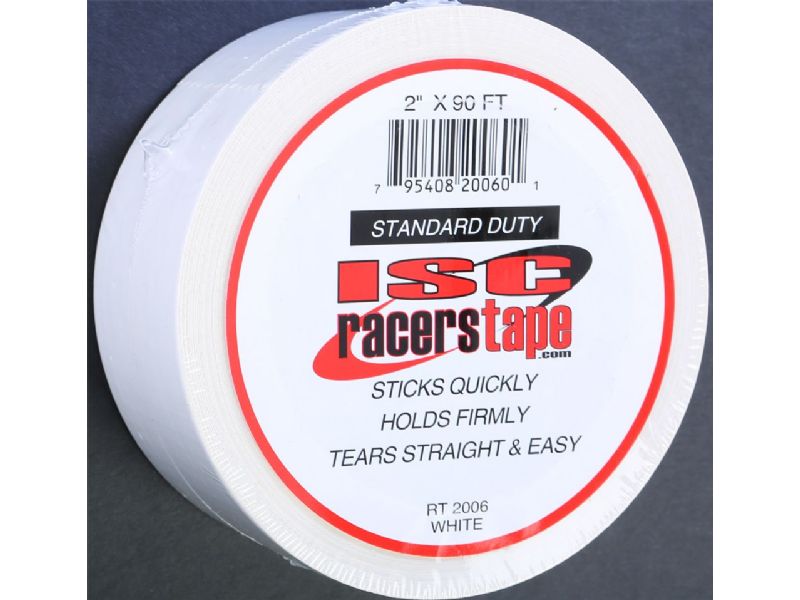 2" X 90 FT
7 95408 20060 1
STANDARD DUTY
ISC
racerstape
.com
STICKS QUICKLY
HOLDS FIRMLY
TEARS STRAIGHT & EASY
RT 2006
WHITE